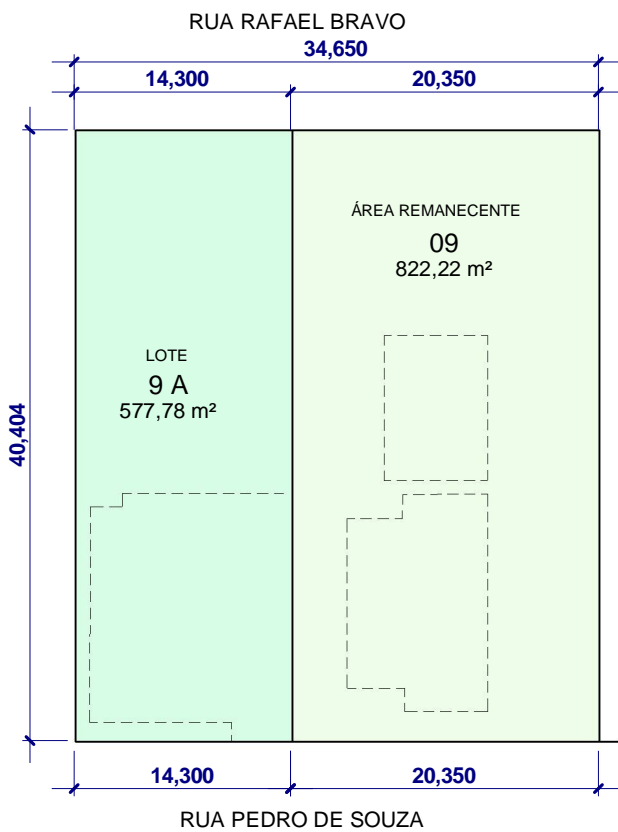 RUA RAFAEL BRAVO
34,650
14,300 20,350
ÁREA REMANECENTE
09
822,22 m²
LOTE
9 A
577,78 m²
40,404
14,300 20,350
RUA PEDRO DE SOUZA